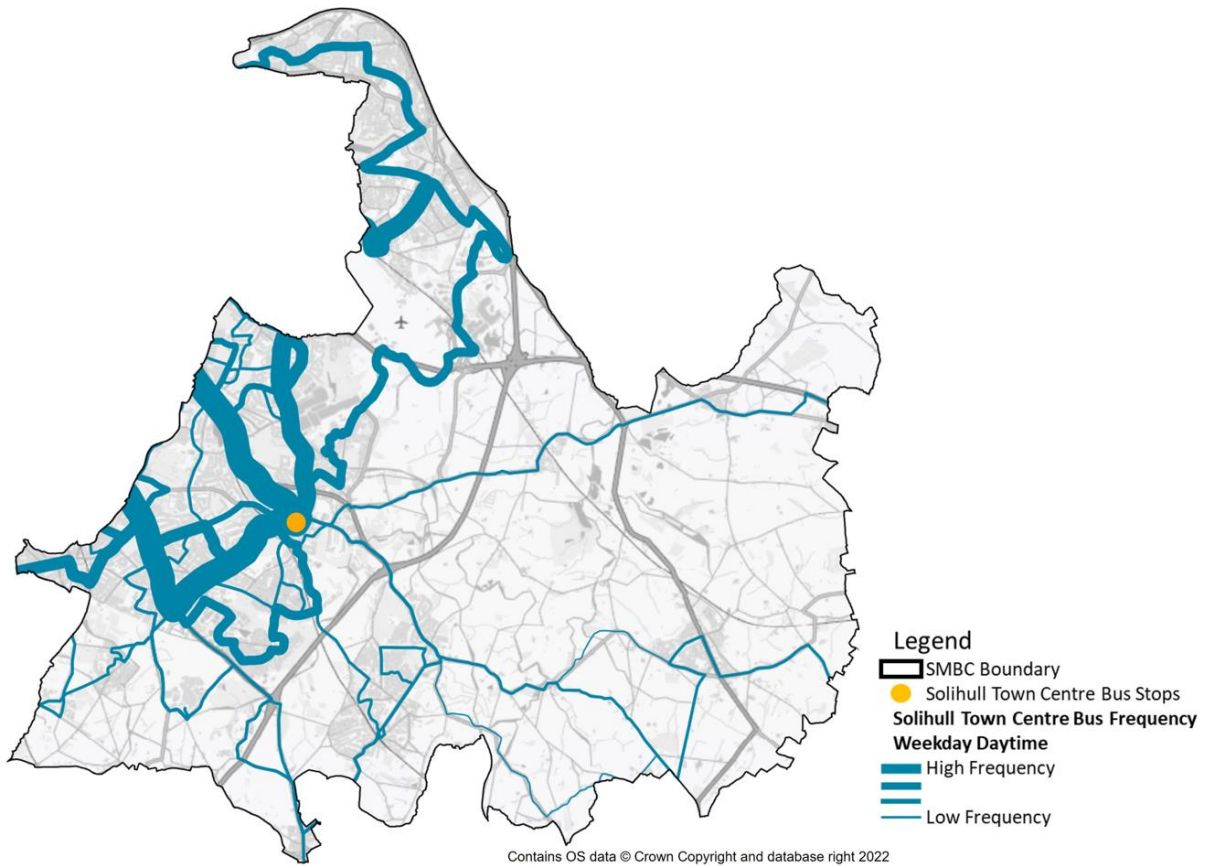 Legend
SMBC Boundary
Solihull Town Centre Bus Stops
Solihull Town Centre Bus Frequency
Weekday Daytime
High Frequency
Low Frequency
Contains OS data © Crown Copyright and database right 2022